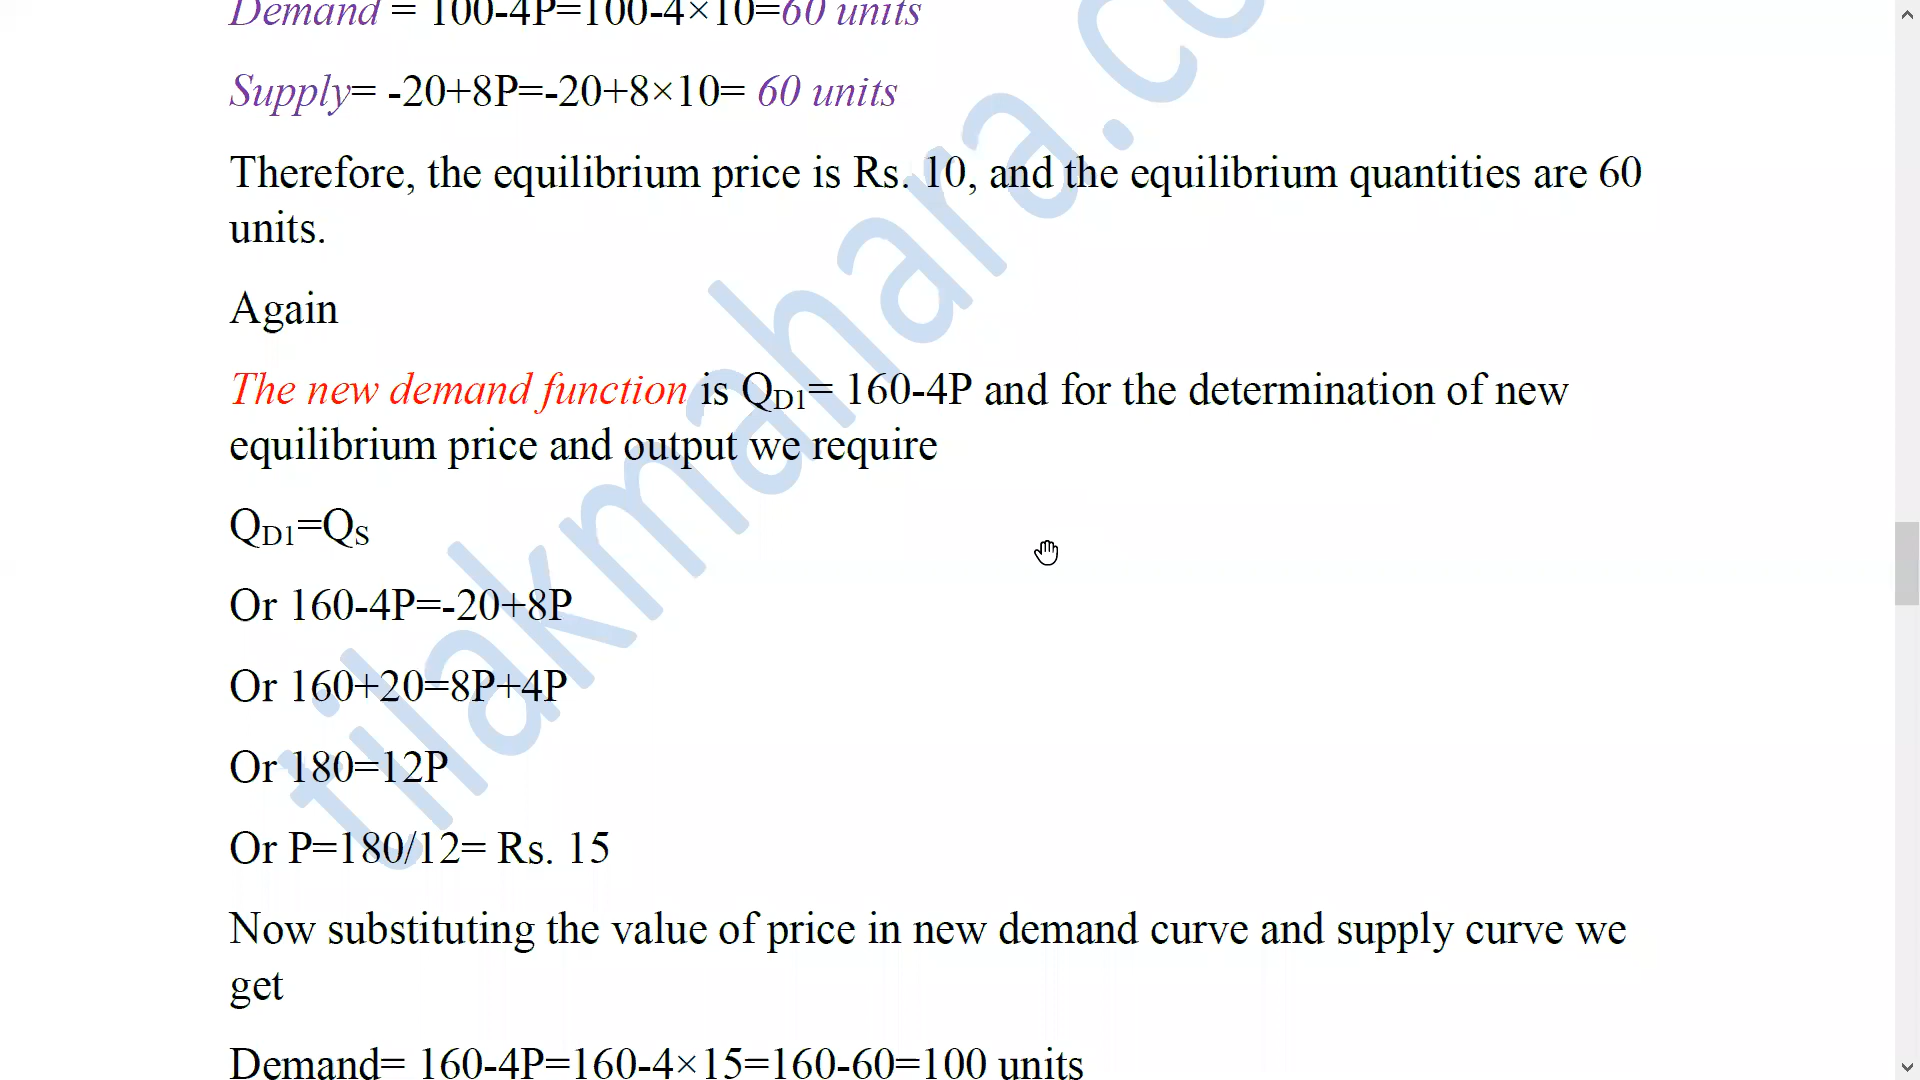 Demand = 100-4P=100-4×10=60 units
Supply= -20+8P=-20+8×10= 60 units
Therefore, the equilibrium price is Rs. 10, and the equilibrium quantities are 60
units.
Again
The new demand function is QD1= 160-4P and for the determination of new
equilibrium price and output we require
QD1=QS
Or 160-4P=-20+8P
Or 160+20=8P+4P
Or 180=12P
Or P=180/12= Rs. 15
Now substituting the value of price in new demand curve and supply curve we
get
Demand= 160-4P=160-4×15=160-60=100 units
tilakmahara.co